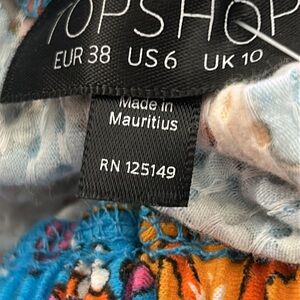 TOPSHOP
EUR 38 US 6 UK 10
Made in
Mauritius
RN 125149